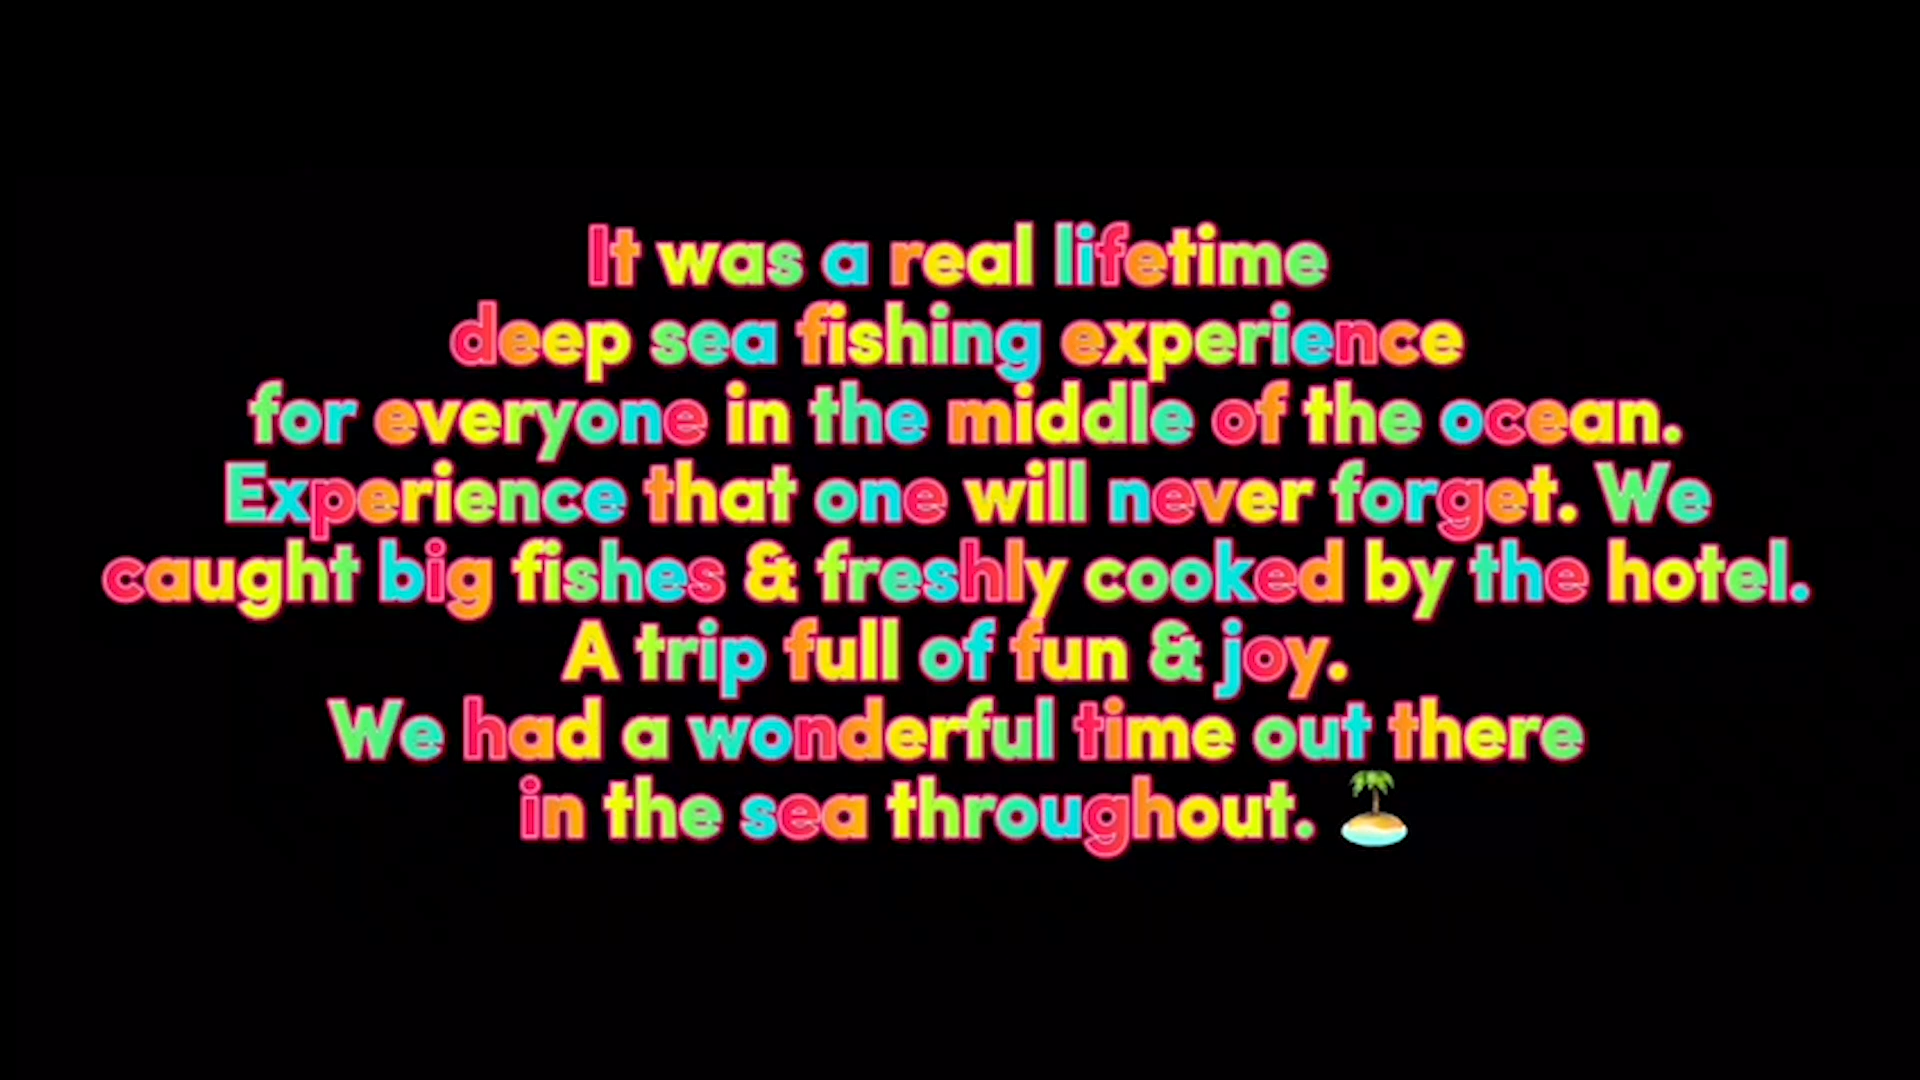 It was a real lifetime
deep sea fishing experience
for everyone in the middle of the ocean.
Experience that one will never forget. We
caught big fishes & freshly cooked by the hotel.
A trip full of fun & joy.
We had a wonderful time out there
in the sea throughout. 🏝️